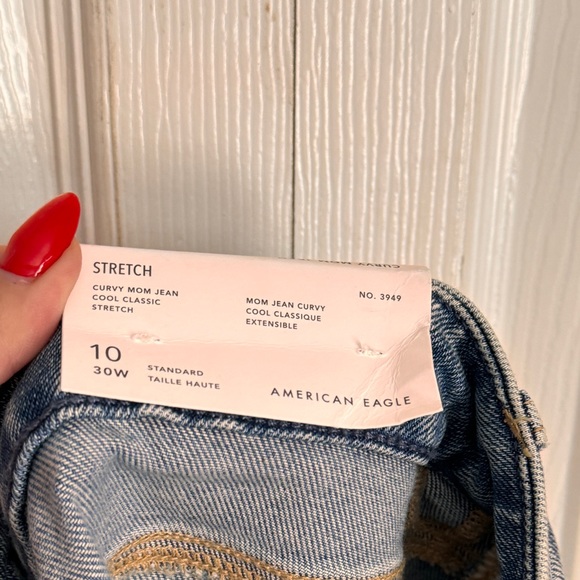 STRETCH
CURVY MOM JEAN
COOL CLASSIC
STRETCH
MOM JEAN CURVY
COOL CLASSIQUE
EXTENSIBLE
NO. 3949
10
30W
STANDARD
TAILLE HAUTE
AMERICAN EAGLE